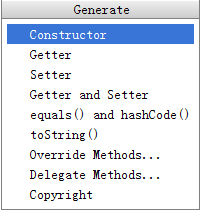 Generate
Constructor
Getter
Setter
Getter and Setter
equals() and hashCode()
toString()
Override Methods...
Delegate Methods...
Copyright